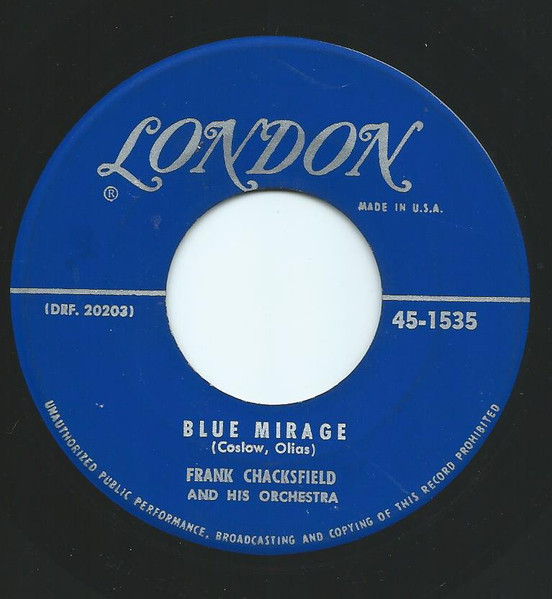 LONDON
®
MADE IN U.S.A.
(DRF. 20203)
45-1535
BLUE MIRAGE
(Coslow, Olias)
FRANK CHACKSFIELD
AND HIS ORCHESTRA
UNAUTHORIZED PUBLIC PERFORMANCE, BROADCASTING AND COPYING OF THIS RECORD PROHIBITED